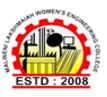 MALINENI LAKSHMAIAH WOMEN'S ENGINEERING COLLEGE
ESTD : 2008